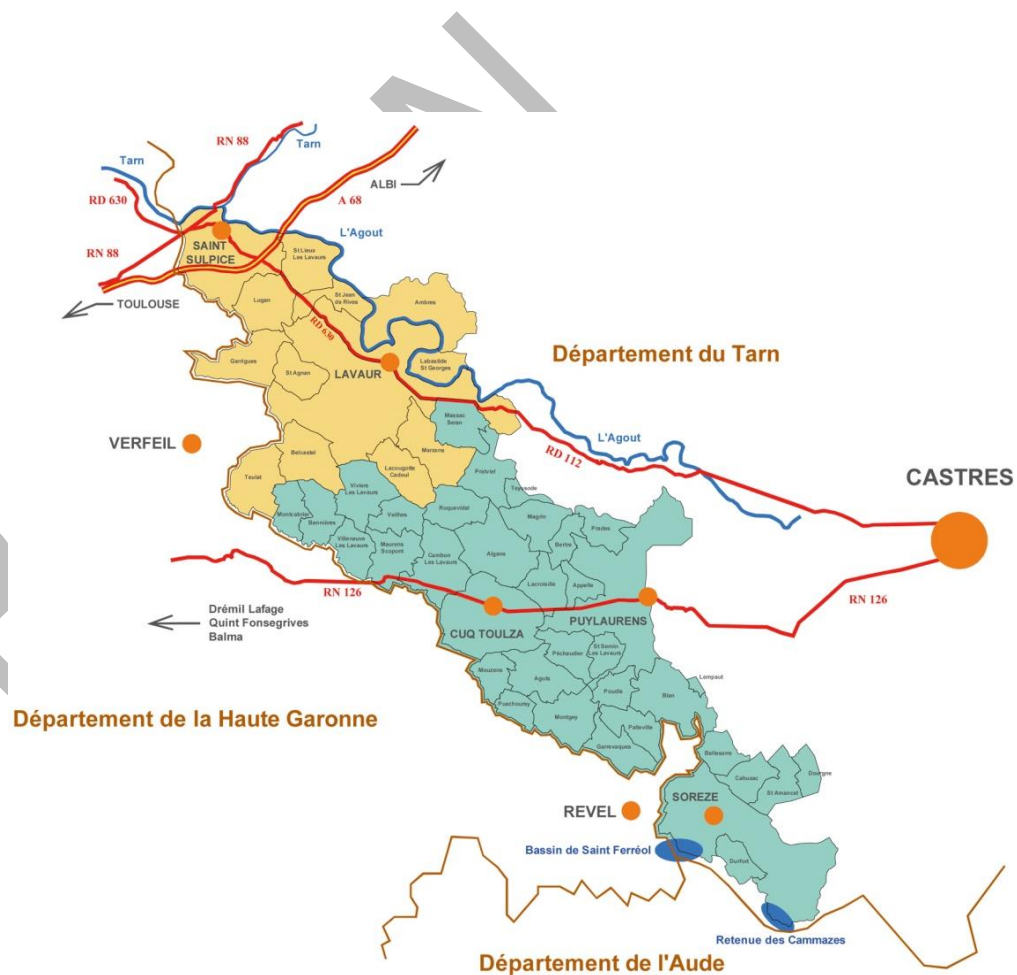 RN 88
Tarn
Tarn
ALBI
RD 630
A 68
L'Agout
SAINT
SULPICE
St Lieux
Les Lavaurs
RN 88
TOULOUSE
Lugan
St Jean
de Rives
Ambres
RD 630
Département du Tarn
Garrigues
St Agnan
LAVAUR
Labastide
St Georges
Massac
Seran
VERFEIL
L'Agout
RD 112
Belcastel
Marzens
Lacougotte
Cadoul
Pratviel
CASTRES
Teulat
Viviers
Les Lavaurs
Teyssode
Veilhes
Roquevidal
Magrin
Prades
Montcabrier
Bannières
Villeneuve
Les Lavaurs
Maurens
Scopont
Cambon
Les Lavaurs
Algans
Bertre
Lacroisille
Appelle
RN 126
RN 126
Drémil Lafage
Quint Fonsegrives
Balma
CUQ TOULZA
PUYLAURENS
Péchaudier
St Sernin
Les Lavaurs
Mouzens
Aguts
Lempaut
Poudis
Blan
Puechoursy
Montgey
Palleville
Département de la Haute Garonne
Garrevaques
Belleserre
Cahuzac
Dourgne
St Amancet
SOREZE
REVEL
Bassin de Saint Ferréol
Durfort
Retenue des Cammazes
Département de l'Aude